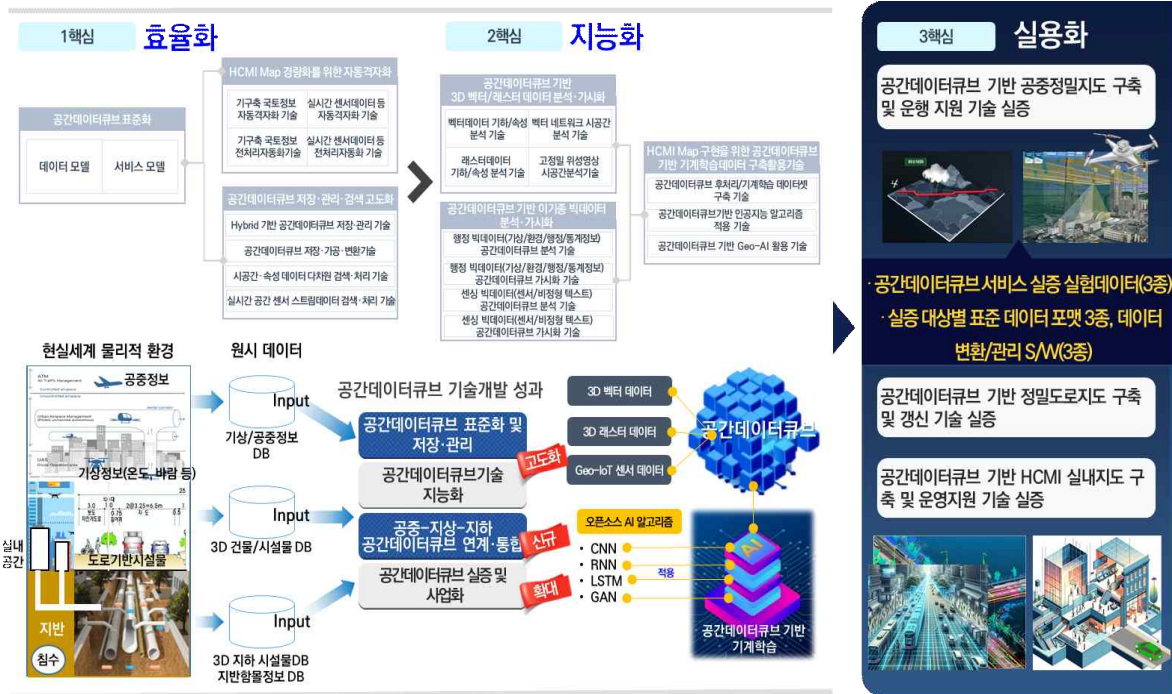 1핵심
효율화
HCMI Map 경량화를 위한 자동격자화
기구축 국토정보
자동격자화 기술
실시간 센서데이터 등
자동격자화 기술
기구축 국토정보
전처리자동화기술
실시간 센서데이터 등
전처리자동화 기술
공간데이터큐브 표준화
데이터 모델
서비스 모델
공간데이터큐브 저장·관리·검색 고도화
Hybrid 기반 공간데이터큐브 저장·관리 기술
공간데이터큐브 저장·가공·변환기술
시공간·속성 데이터 다차원 검색·처리 기술
실시간 공간 센서 스트림데이터 검색·처리 기술
2핵심
지능화
공간데이터큐브 기반
3D 벡터/래스터 데이터 분석·가시화
벡터데이터 기하/속성
분석 기술
벡터 네트워크 시공간
분석 기술
래스터데이터
기하/속성 분석 기술
고정밀 위성영상
시공간분석기술
공간데이터큐브 기반 이기종 빅데이터
분석·가시화
행정 빅데이터(기상/환경/행정/통계정보)
공간데이터큐브 분석 기술
행정 빅데이터(기상/환경/행정/통계정보)
공간데이터큐브 가시화 기술
센싱 빅데이터(센서/비정형 텍스트)
공간데이터큐브 분석 기술
센싱 빅데이터(센서/비정형 텍스트)
공간데이터큐브 가시화 기술
HCMI Map 구현을 위한 공간데이터큐브
기반 기계학습데이터 구축활용기술
공간데이터큐브 후처리/기계학습 데이터셋
구축 기술
공간데이터큐브기반 인공지능 알고리즘
적용 기술
공간데이터큐브 기반 Geo-AI 활용 기술
3핵심
실용화
공간데이터큐브 기반 공중정밀지도 구축
및 운행 지원 기술 실증
· 공간데이터큐브 서비스 실증 실험데이터(3종)
· 실증 대상별 표준 데이터 포맷 3종, 데이터
변환/관리 S/W(3종)
공간데이터큐브 기반 정밀도로지도 구축
및 갱신 기술 실증
공간데이터큐브 기반 HCMI 실내지도 구
축 및 운영지원 기술 실증
현실세계 물리적 환경
ATM
공중정보
기상정보(온도, 바람 등)
25
3.0
1.0
0.75
2@3.25=6.5m
실내
공간
도로기반시설물
지반
침수
원시 데이터
Input
기상/공중정보
DB
Input
3D 건물/시설물 DB
Input
3D 지하 시설물DB
지반함몰정보 DB
공간데이터큐브 기술개발 성과
공간데이터큐브 표준화 및
저장·관리
고도화
공간데이터큐브기술
지능화
공중-지상-지하
공간데이터큐브 연계·통합
신규
공간데이터큐브 실증 및
사업화
확대
3D 벡터 데이터
3D 래스터 데이터
Geo-IoT 센서 데이터
공간데이터큐브
오픈소스 AI 알고리즘
· CNN
· RNN
· LSTM
· GAN
적용
AI
공간데이터큐브 기반
기계학습